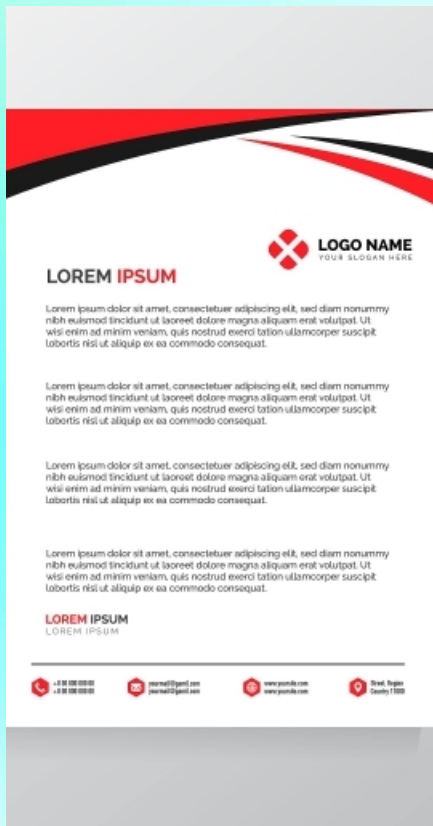 LOGO NAME
YOUR SLOGAN HERE
LOREM IPSUM
Lorem ipsum dolor sit amet, consectetuer adipiscing elit, sed diam nonummy
nibh euismod tincidunt ut laoreet dolore magna aliquam erat volutpat. Ut
wisi enim ad minim veniam, quis nostrud exerci tation ullamcorper suscipit
lobortis nisl ut aliquip ex ea commodo consequat.
Lorem ipsum dolor sit amet, consectetuer adipiscing elit, sed diam nonummy
nibh euismod tincidunt ut laoreet dolore magna aliquam erat volutpat. Ut
wisi enim ad minim veniam, quis nostrud exerci tation ullamcorper suscipit
lobortis nisl ut aliquip ex ea commodo consequat.
Lorem ipsum dolor sit amet, consectetuer adipiscing elit, sed diam nonummy
nibh euismod tincidunt ut laoreet dolore magna aliquam erat volutpat. Ut
wisi enim ad minim veniam, quis nostrud exerci tation ullamcorper suscipit
lobortis nisl ut aliquip ex ea commodo consequat.
Lorem ipsum dolor sit amet, consectetuer adipiscing elit, sed diam nonummy
nibh euismod tincidunt ut laoreet dolore magna aliquam erat volutpat. Ut
wisi enim ad minim veniam, quis nostrud exerci tation ullamcorper suscipit
lobortis nisl ut aliquip ex ea commodo consequat.
LOREM IPSUM
LOREM IPSUM
Street, Region
Country